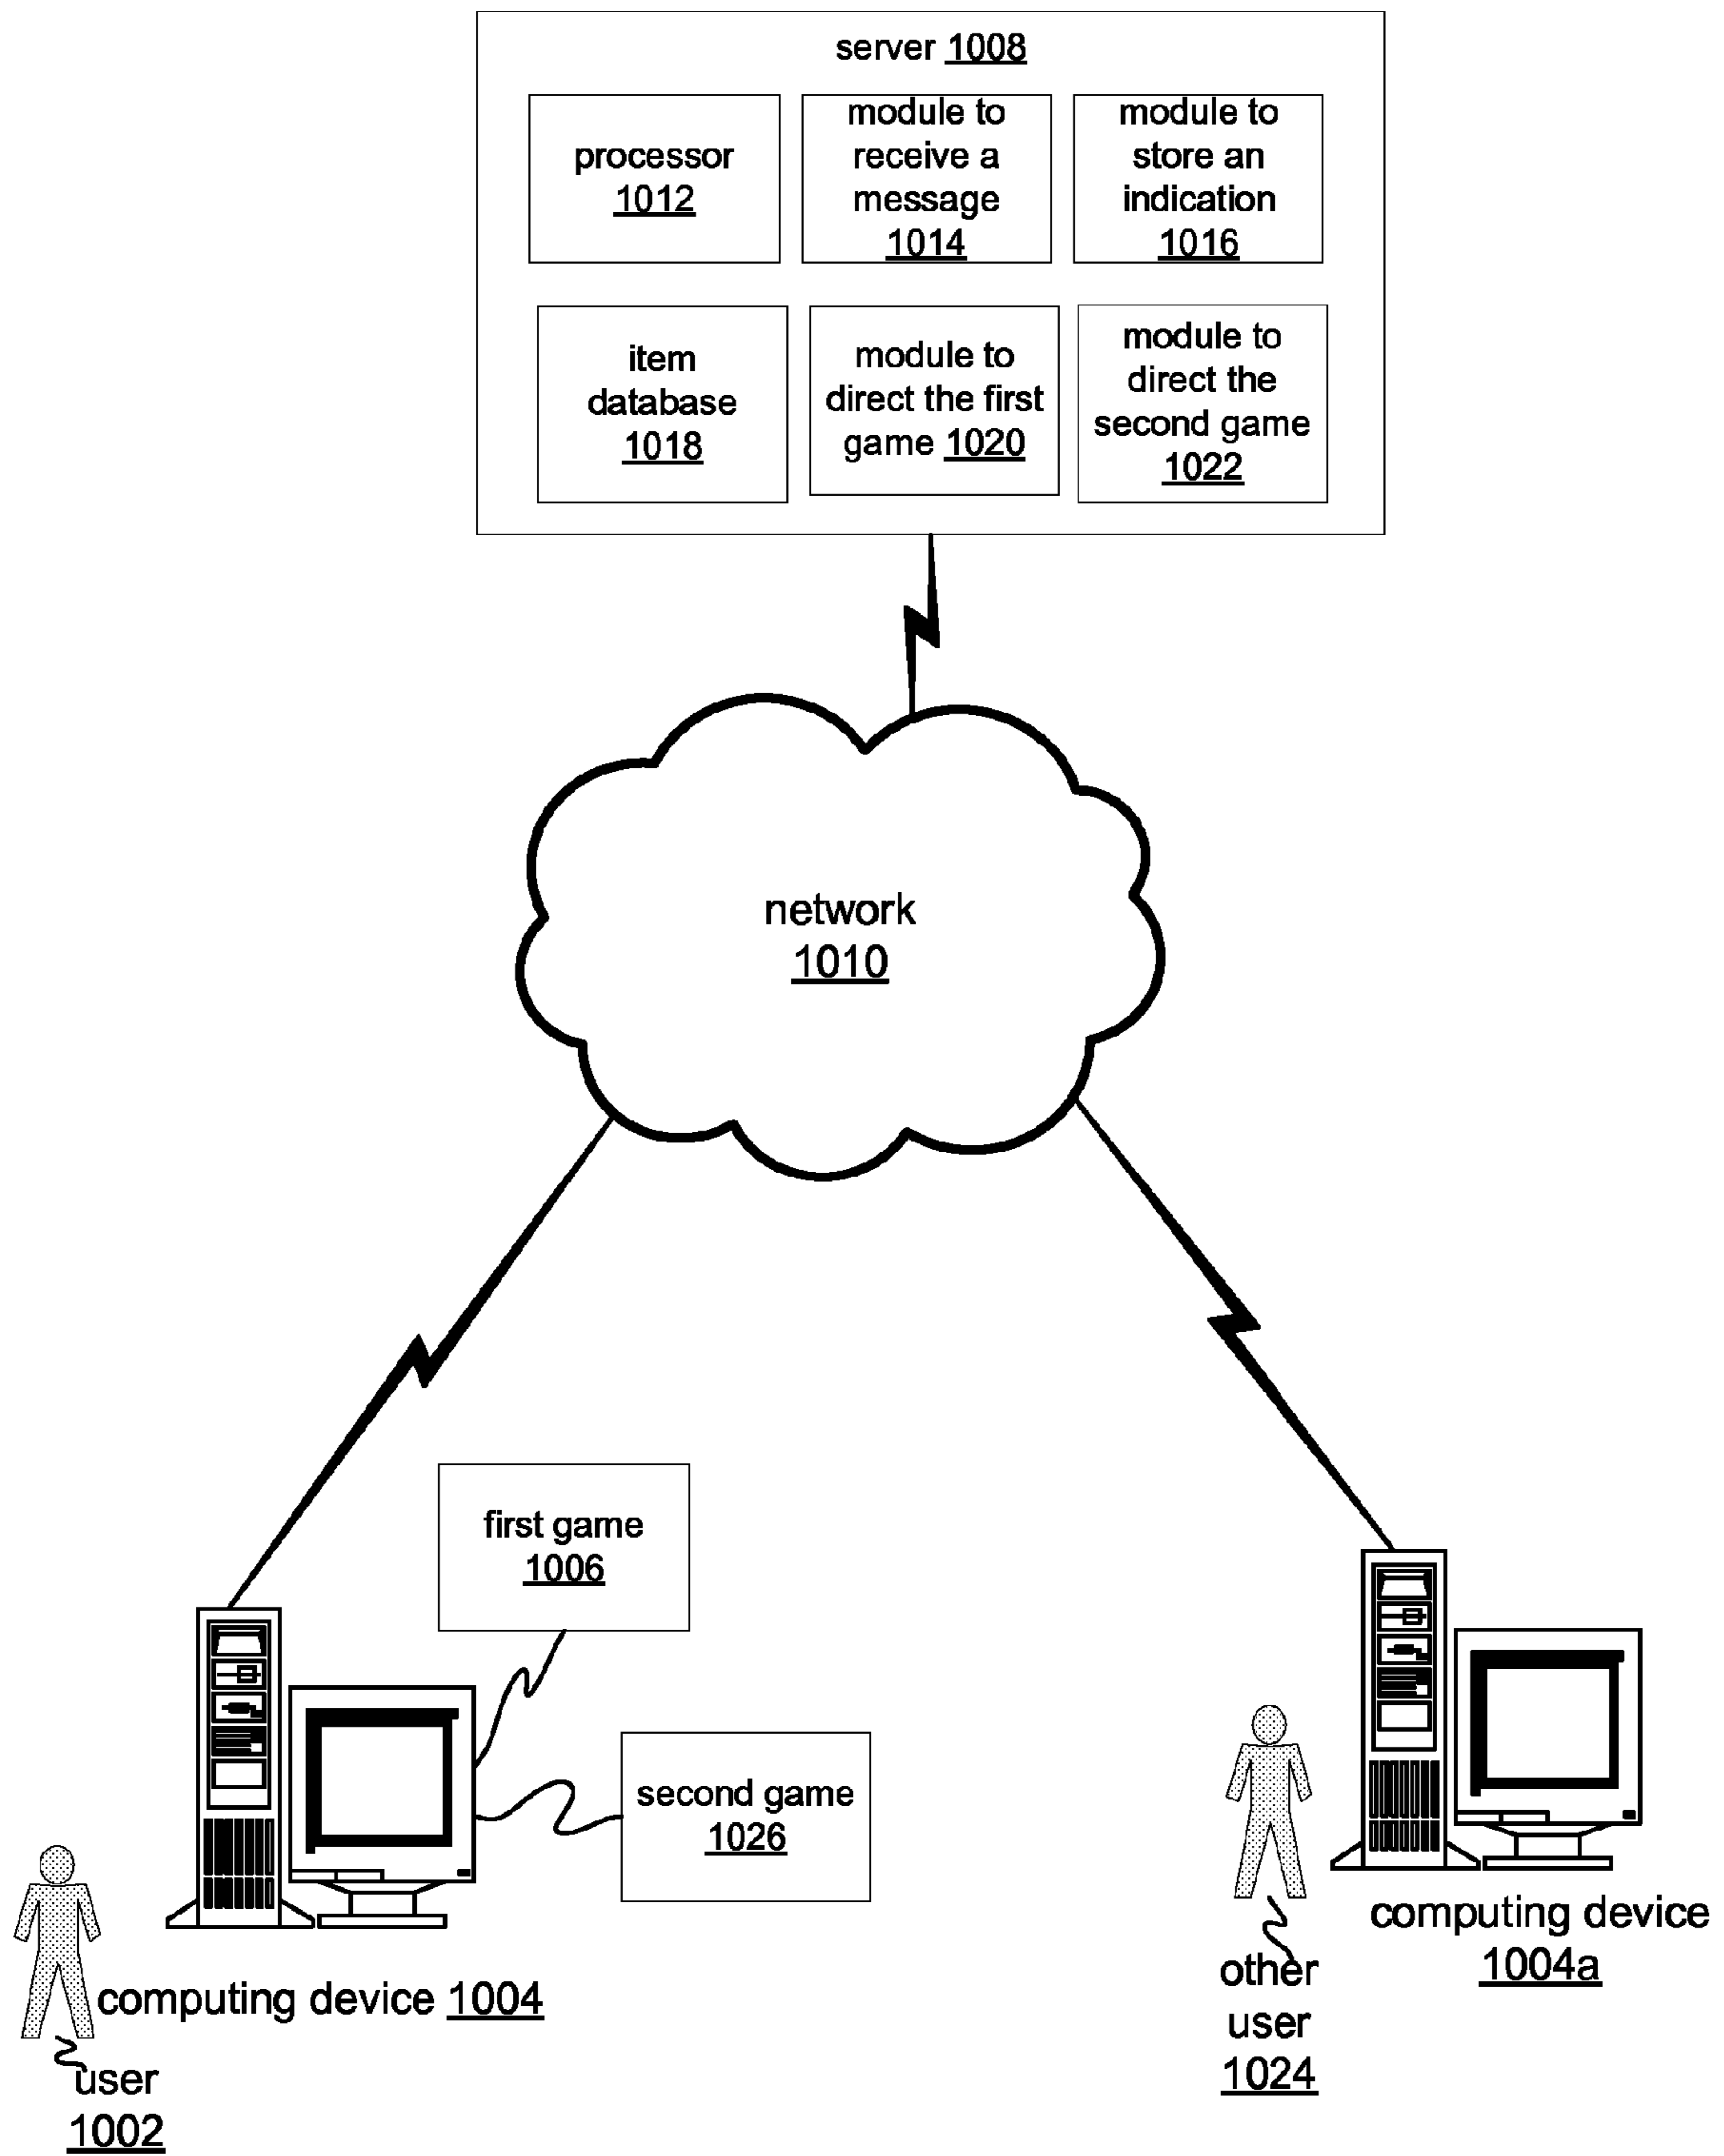 server 1008
processor
1012
module to
receive a
message
1014
module to
store an
indication
1016
item
database
1018
module to
direct the first
game 1020
module to
direct the
second game
1022
network
1010
first game
1006
second game
1026
computing device 1004
user
1002
computing device
1004a
other
user
1024